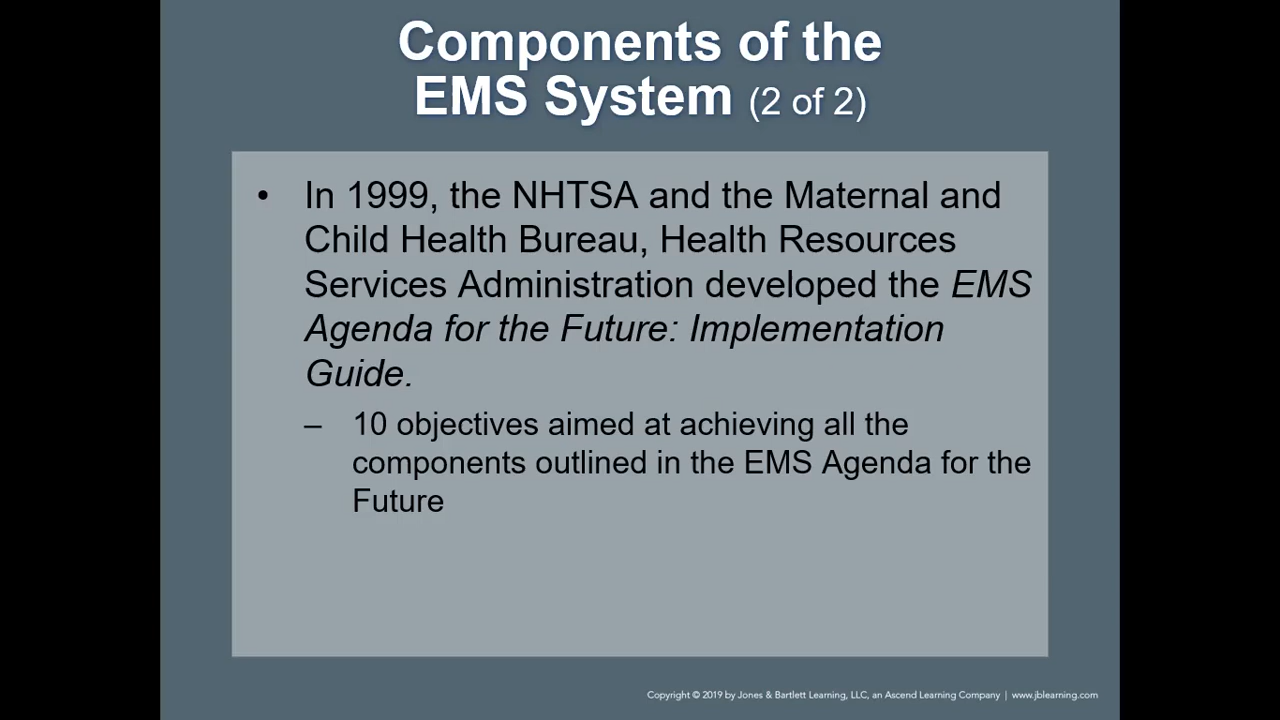 Components of the
EMS System (2 of 2)
• In 1999, the NHTSA and the Maternal and
Child Health Bureau, Health Resources
Services Administration developed the EMS
Agenda for the Future: Implementation
Guide.
– 10 objectives aimed at achieving all the
components outlined in the EMS Agenda for the
Future
Copyright © 2019 by Jones & Bartlett Learning, LLC, an Ascend Learning Company | www.jblearning.com